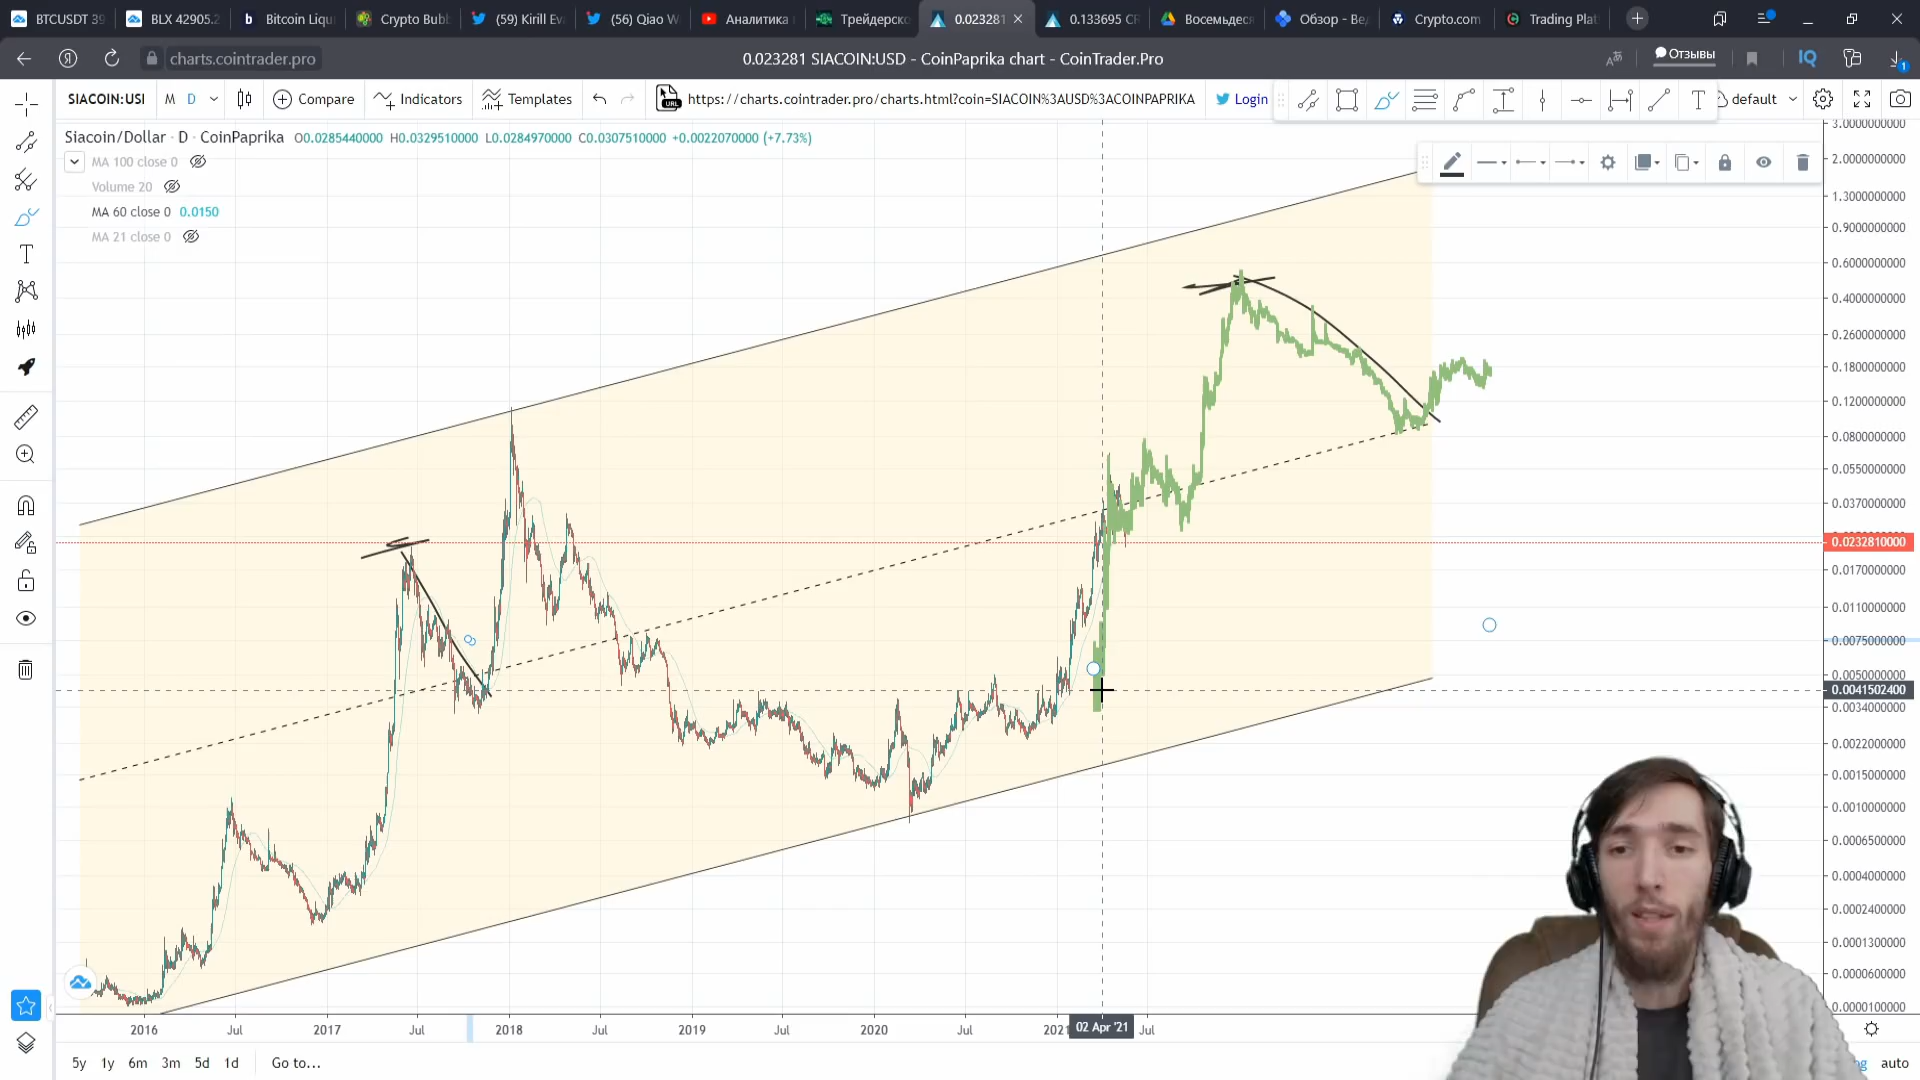 BTCUSDT 39
BLX 42905.2
Bitcoin Liqu
Crypto Bubb
(59) Kirill Ev
(56) Qiao W
Аналитика
Трейдерско
0.023281
0.133695 CR
Восемьдес
Обзор - Ве
Crypto.com
Trading Plat
charts.cointrader.pro
0.023281 SIACOIN:USD - CoinPaprika chart - CoinTrader.Pro
Отзывы
SIACOIN:USI
M
D
Compare
Indicators
Templates
URL
https://charts.cointrader.pro/charts.html?coin=SIACOIN%3AUSD%3ACOINPAPRIKA
Login
default
Siacoin/Dollar · D · CoinPaprika
O0.0285440000 H0.0329510000 L0.0284970000 C0.0307510000 +0.0022070000 (+7.73%)
MA 100 close 0
Volume 20
MA 60 close 0 0.0150
MA 21 close 0
3.0000000000
2.0000000000
1.3000000000
0.9000000000
0.6000000000
0.4000000000
0.2600000000
0.1800000000
0.1200000000
0.0800000000
0.0550000000
0.0370000000
0.0232810000
0.0170000000
0.0110000000
0.0075000000
0.0050000000
0.0041502400
0.0034000000
0.0022000000
0.0015000000
0.0010000000
0.0006500000
0.0004000000
0.0002400000
0.0001300000
0.0000600000
0.0000100000
2016
Jul
2017
Jul
2018
Jul
2019
Jul
2020
Jul
2021
02 Apr '21
Jul
5y
1y
6m
3m
5d
1d
Go to...
auto